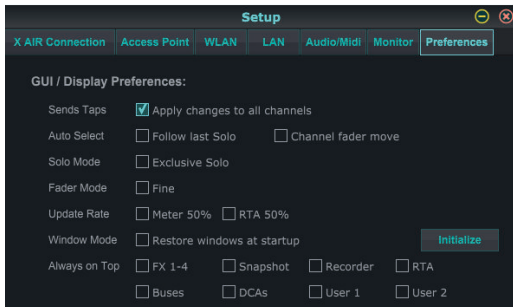 Setup
X AIR Connection Access Point WLAN LAN Audio/Midi Monitor Preferences
GUI / Display Preferences:
Sends Taps Apply changes to all channels
Auto Select Follow last Solo Channel fader move
Solo Mode Exclusive Solo
Fader Mode Fine
Update Rate Meter 50% RTA 50%
Window Mode Restore windows at startup Initialize
Always on Top FX 1-4 Snapshot Recorder RTA
Buses DCAs User 1 User 2